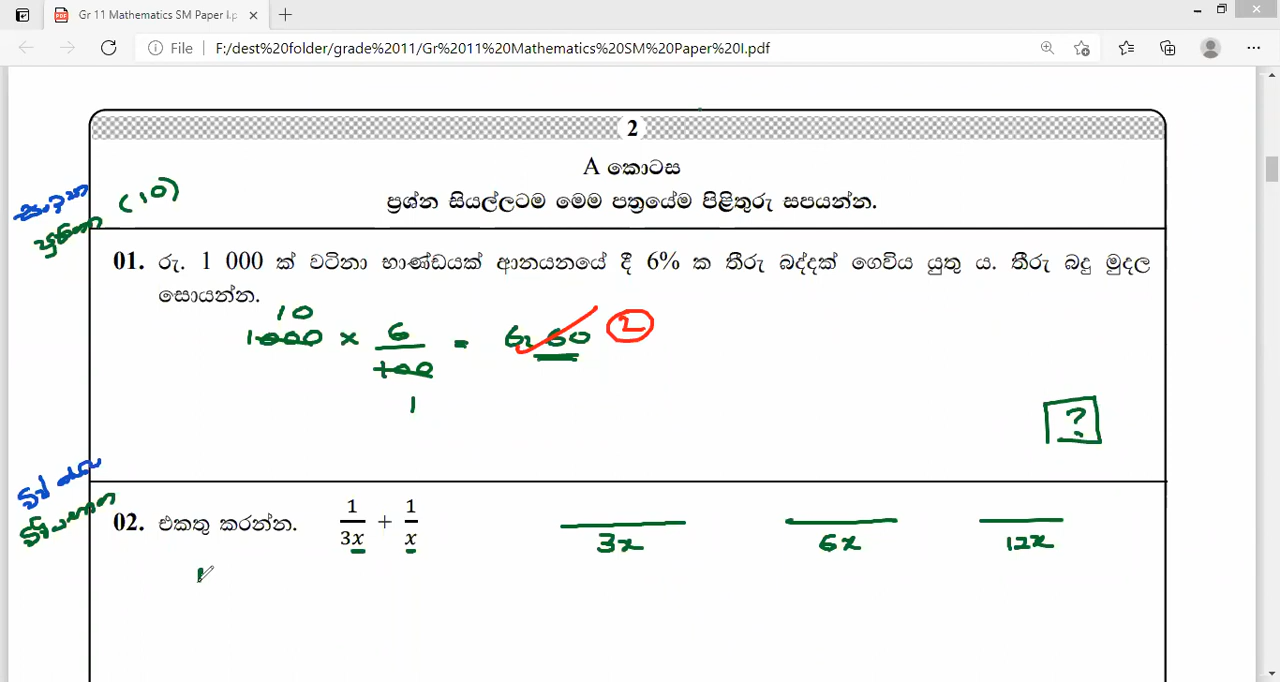 Gr 11 Mathematics SM Paper I.p
File F:/dest%20folder/grade%2011/Gr%2011%20Mathematics%20SM%20Paper%20I.pdf
2
A කොටස
(10)
ප්‍රශ්න සියල්ලටම මෙම පත්‍රයේම පිළිතුරු සපයන්න.
01. රු. 1 000 ක් වටිනා භාණ්ඩයක් ආනයනයේ දී 6% ක තීරු බද්දක් ගෙවිය යුතු ය. තීරු බදු මුදල
සොයන්න.
10
1000 × 6/100 = රු 60 2
1
?
02. එකතු කරන්න. 1/3x + 1/x
3x 6x 12x